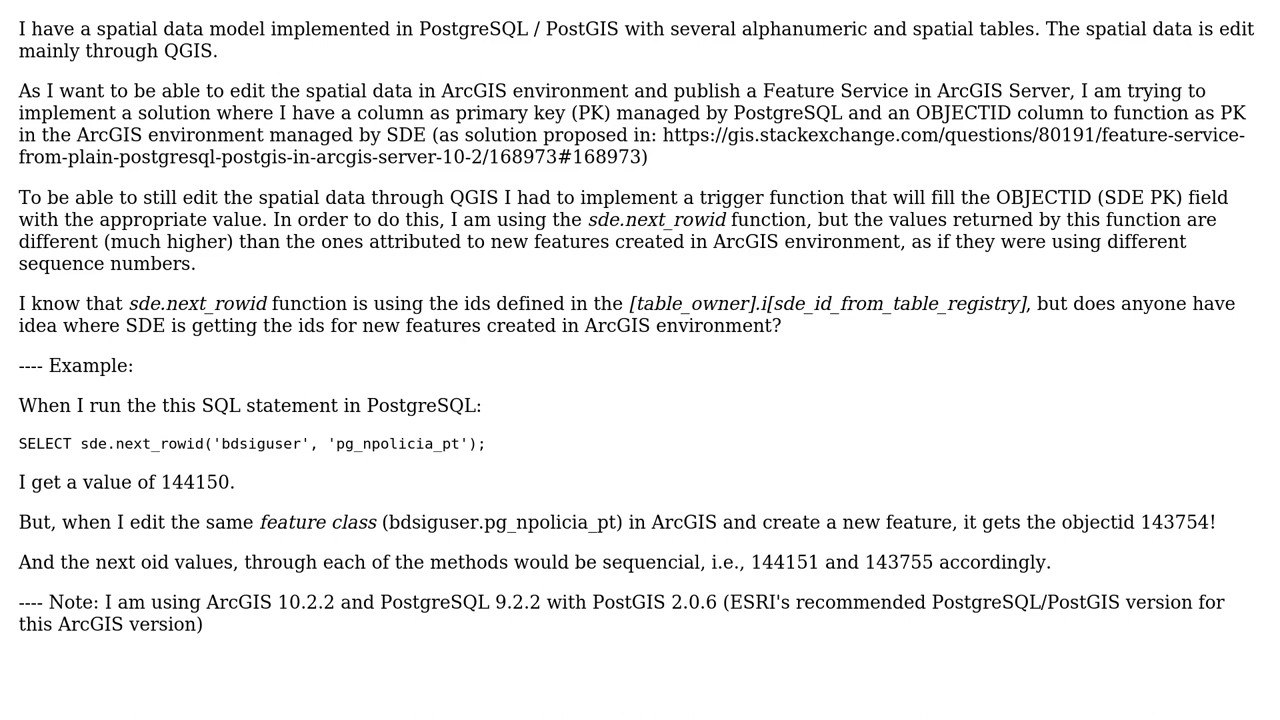 I have a spatial data model implemented in PostgreSQL / PostGIS with several alphanumeric and spatial tables. The spatial data is edit
mainly through QGIS.
As I want to be able to edit the spatial data in ArcGIS environment and publish a Feature Service in ArcGIS Server, I am trying to
implement a solution where I have a column as primary key (PK) managed by PostgreSQL and an OBJECTID column to function as PK
in the ArcGIS environment managed by SDE (as solution proposed in: https://gis.stackexchange.com/questions/80191/feature-service-
from-plain-postgresql-postgis-in-arcgis-server-10-2/168973#168973)
To be able to still edit the spatial data through QGIS I had to implement a trigger function that will fill the OBJECTID (SDE PK) field
with the appropriate value. In order to do this, I am using the sde.next_rowid function, but the values returned by this function are
different (much higher) than the ones attributed to new features created in ArcGIS environment, as if they were using different
sequence numbers.
I know that sde.next_rowid function is using the ids defined in the [table_owner].i[sde_id_from_table_registry], but does anyone have
idea where SDE is getting the ids for new features created in ArcGIS environment?
---- Example:
When I run the this SQL statement in PostgreSQL:
SELECT sde.next_rowid('bdsiguser', 'pg_npolicia_pt');
I get a value of 144150.
But, when I edit the same feature class (bdsiguser.pg_npolicia_pt) in ArcGIS and create a new feature, it gets the objectid 143754!
And the next oid values, through each of the methods would be sequencial, i.e., 144151 and 143755 accordingly.
---- Note: I am using ArcGIS 10.2.2 and PostgreSQL 9.2.2 with PostGIS 2.0.6 (ESRI's recommended PostgreSQL/PostGIS version for
this ArcGIS version)